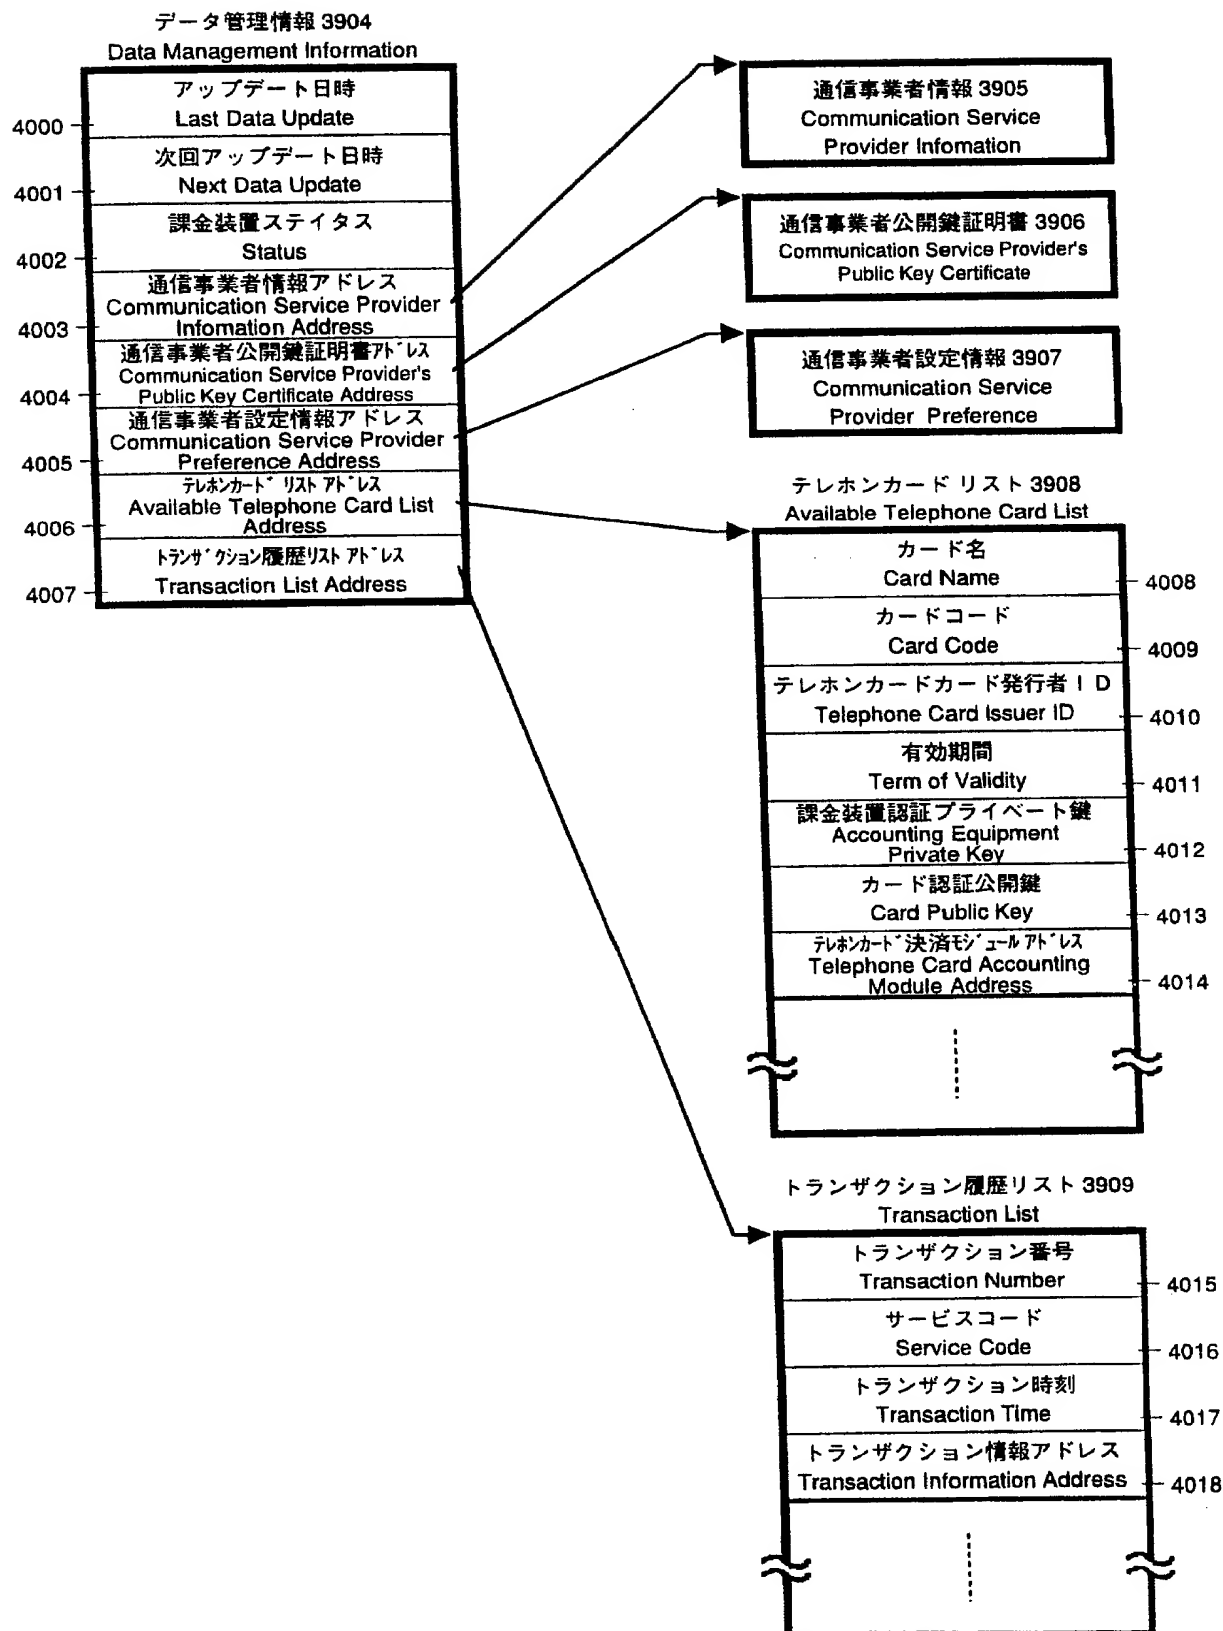 データ管理情報 3904
Data Management Information
アップデート日時
Last Data Update
4000
次回アップデート日時
Next Data Update
4001
課金装置ステイタス
Status
4002
通信事業者情報アドレス
Communication Service Provider
Infomation Address
4003
通信事業者公開鍵証明書アドレス
Communication Service Provider's
Public Key Certificate Address
4004
通信事業者設定情報アドレス
Communication Service Provider
Preference Address
4005
テレホンカード リスト アドレス
Available Telephone Card List
Address
4006
トランザクション履歴リスト アドレス
Transaction List Address
4007
通信事業者情報 3905
Communication Service
Provider Infomation
通信事業者公開鍵証明書 3906
Communication Service Provider's
Public Key Certificate
通信事業者設定情報 3907
Communication Service
Provider Preference
テレホンカード リスト 3908
Available Telephone Card List
カード名
Card Name
4008
カードコード
Card Code
4009
テレホンカードカード発行者ID
Telephone Card Issuer ID
4010
有効期間
Term of Validity
4011
課金装置認証プライベート鍵
Accounting Equipment
Private Key
4012
カード認証公開鍵
Card Public Key
4013
テレホンカード決済モジュール アドレス
Telephone Card Accounting
Module Address
4014
トランザクション履歴リスト 3909
Transaction List
トランザクション番号
Transaction Number
4015
サービスコード
Service Code
4016
トランザクション時刻
Transaction Time
4017
トランザクション情報アドレス
Transaction Information Address
4018